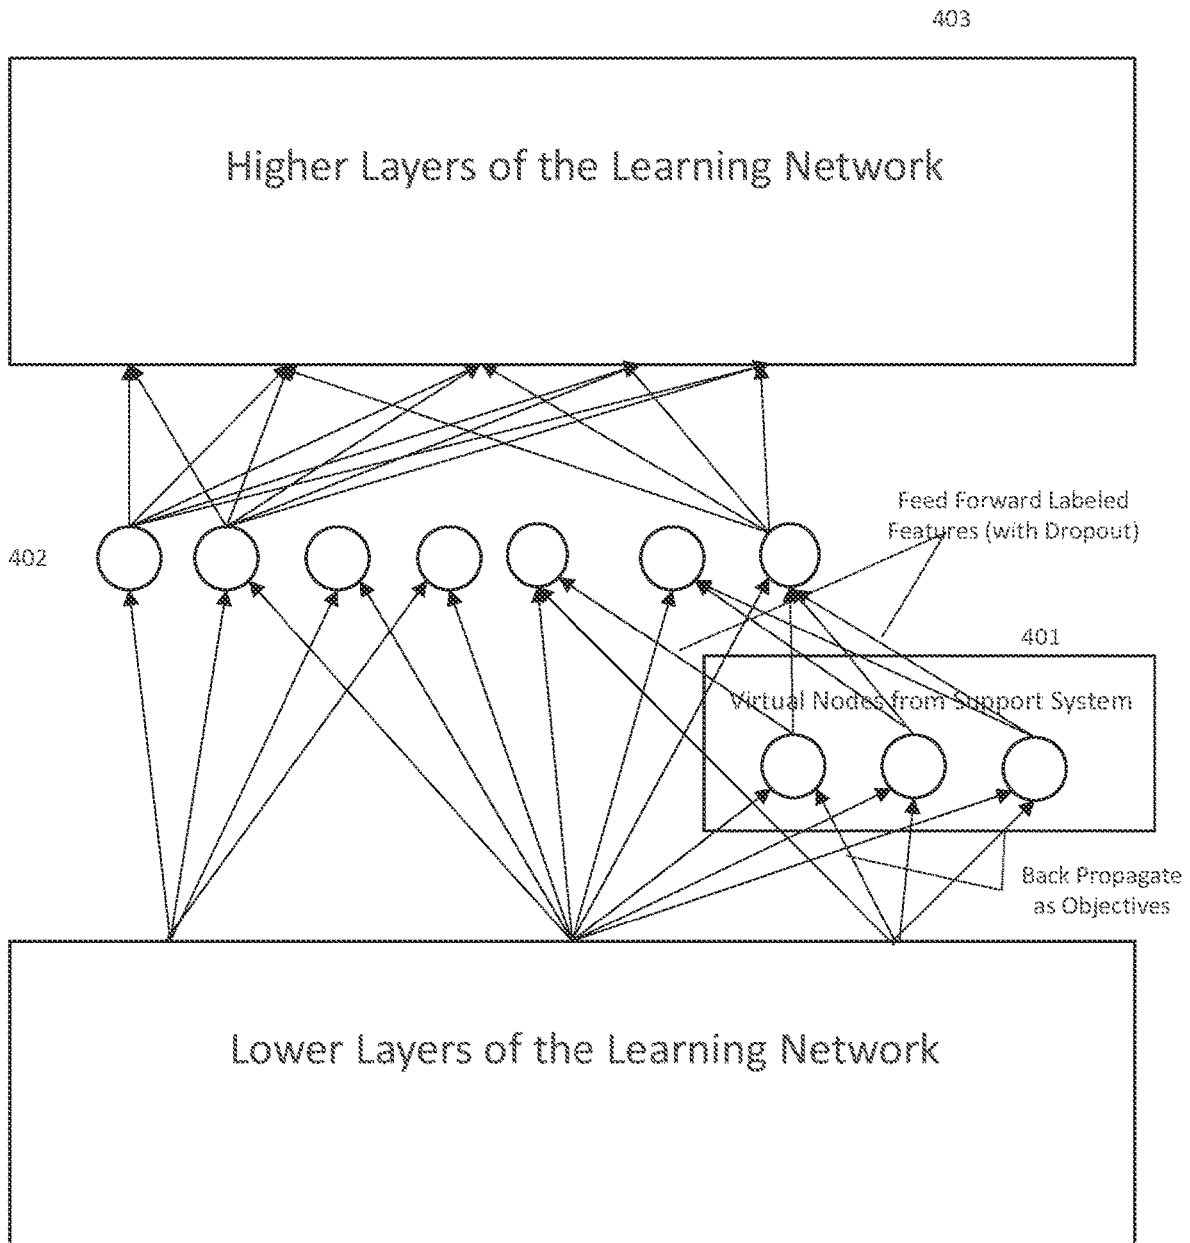 403
Higher Layers of the Learning Network
Feed Forward Labeled
Features (with Dropout)
402
401
Virtual Nodes from Support System
Back Propagate
as Objectives
Lower Layers of the Learning Network